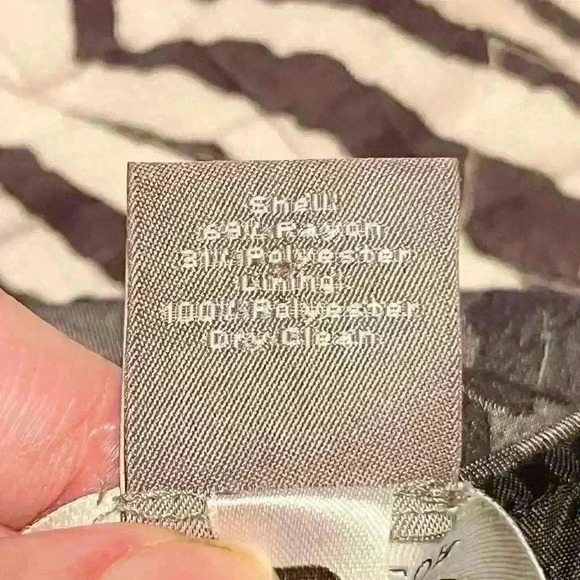 Shell:
69% Rayon
31% Polyester
Lining:
100% Polyester
Dry Clean